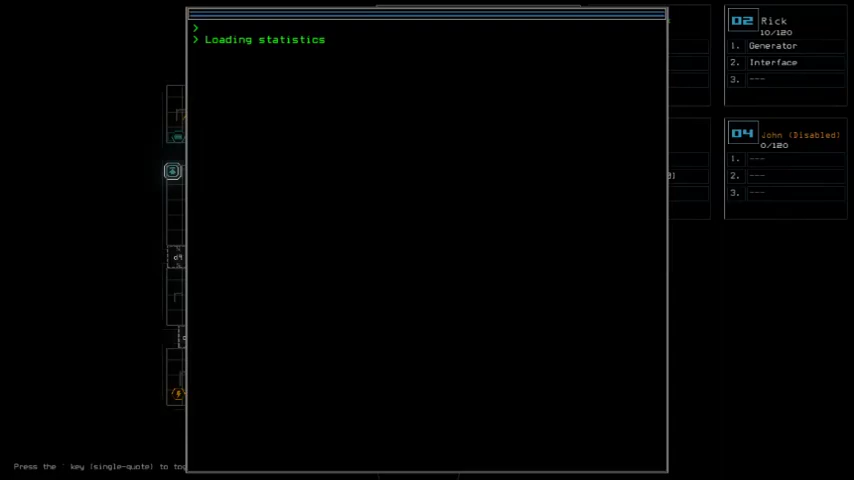 >
> Loading statistics
02 Rick
10/120
1. Generator
2. Interface
3. ---
04 John (Disabled)
0/120
1. ---
2. ---
3. ---
Press the ` key (single-quote) to tog